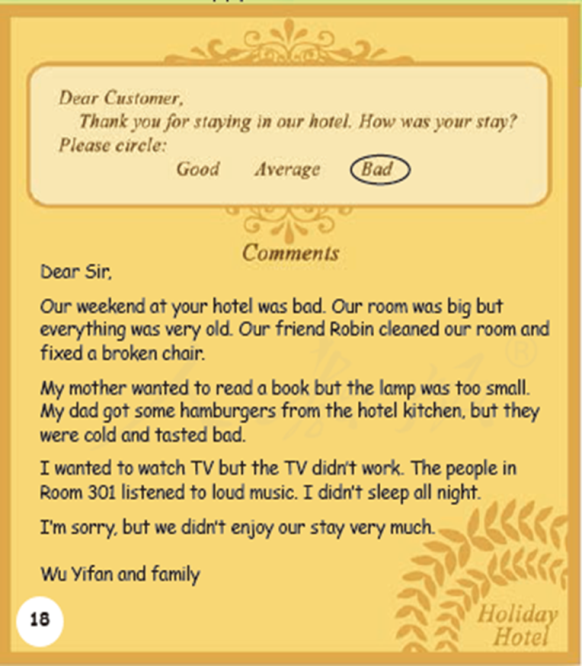 Dear Customer,
Thank you for staying in our hotel. How was your stay?
Please circle:
Good Average Bad
Comments
Dear Sir,
Our weekend at your hotel was bad. Our room was big but
everything was very old. Our friend Robin cleaned our room and
fixed a broken chair.
My mother wanted to read a book but the lamp was too small.
My dad got some hamburgers from the hotel kitchen, but they
were cold and tasted bad.
I wanted to watch TV but the TV didn't work. The people in
Room 301 listened to loud music. I didn't sleep all night.
I'm sorry, but we didn't enjoy our stay very much.
Wu Yifan and family
18
Holiday
Hotel